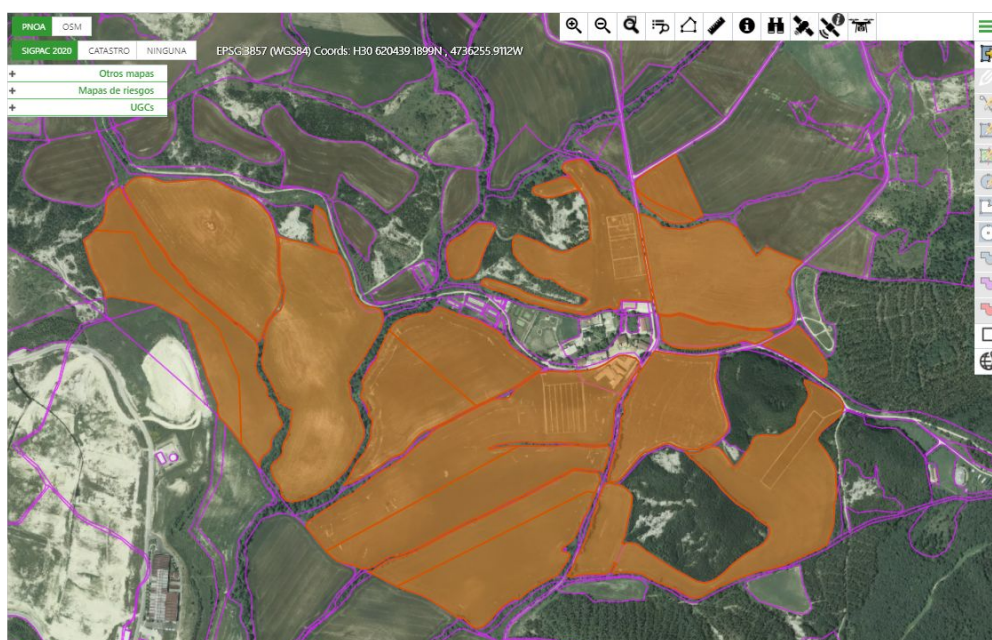 PNOA OSM
SIGPAC 2020 CATASTRO NINGUNA EPSG:3857 (WGS84) Coords: H30 620439.1899N , 4736255.9112W
+ Otros mapas
+ Mapas de riesgos
+ UGCs